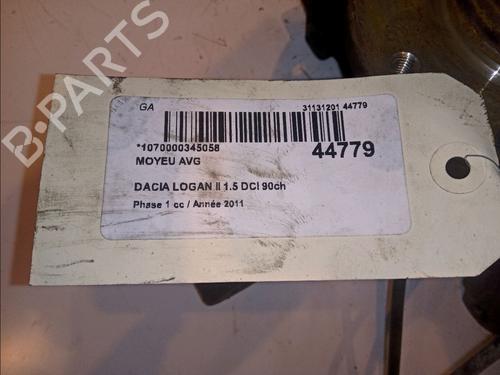 B-PARTS
GA
31131201 44779
*1070000345058
44779
MOYEU AVG
DACIA LOGAN II 1.5 DCI 90ch
Phase 1 cc / Année 2011